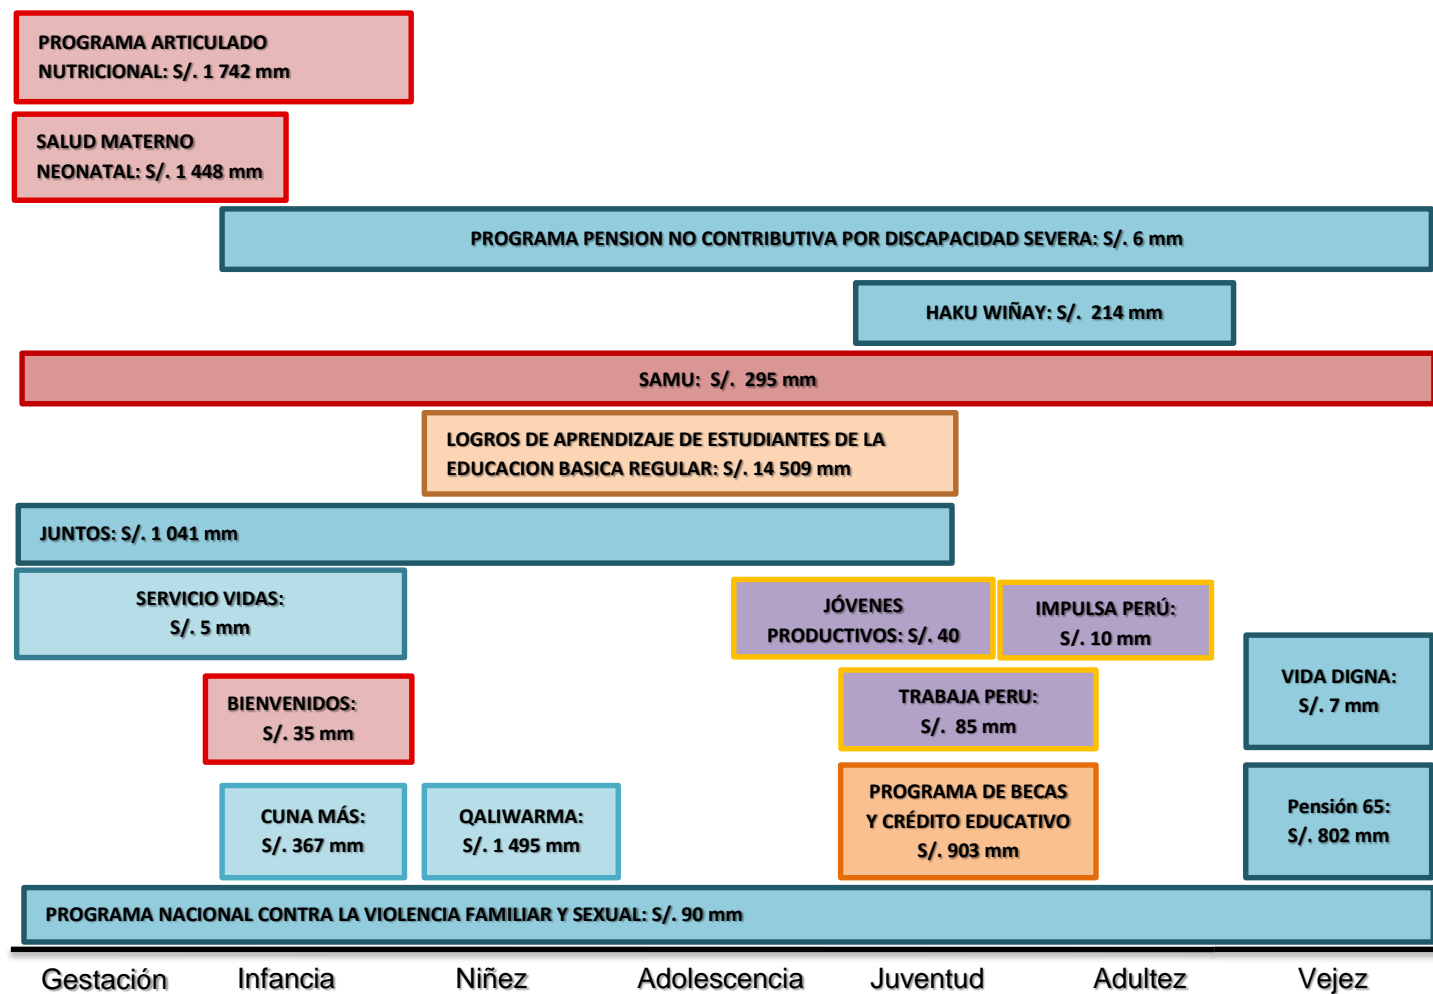 PROGRAMA ARTICULADO
NUTRICIONAL: S/. 1 742 mm
SALUD MATERNO
NEONATAL: S/. 1 448 mm
PROGRAMA PENSION NO CONTRIBUTIVA POR DISCAPACIDAD SEVERA: S/. 6 mm
HAKU WIÑAY: S/. 214 mm
SAMU: S/. 295 mm
LOGROS DE APRENDIZAJE DE ESTUDIANTES DE LA
EDUCACION BASICA REGULAR: S/. 14 509 mm
JUNTOS: S/. 1 041 mm
SERVICIO VIDAS:
S/. 5 mm
JÓVENES
PRODUCTIVOS: S/. 40
IMPULSA PERÚ:
S/. 10 mm
VIDA DIGNA:
S/. 7 mm
BIENVENIDOS:
S/. 35 mm
TRABAJA PERU:
S/. 85 mm
CUNA MÁS:
S/. 367 mm
QALIWARMA:
S/. 1 495 mm
PROGRAMA DE BECAS
Y CRÉDITO EDUCATIVO
S/. 903 mm
Pensión 65:
S/. 802 mm
PROGRAMA NACIONAL CONTRA LA VIOLENCIA FAMILIAR Y SEXUAL: S/. 90 mm
Gestación Infancia Niñez Adolescencia Juventud Adultez Vejez